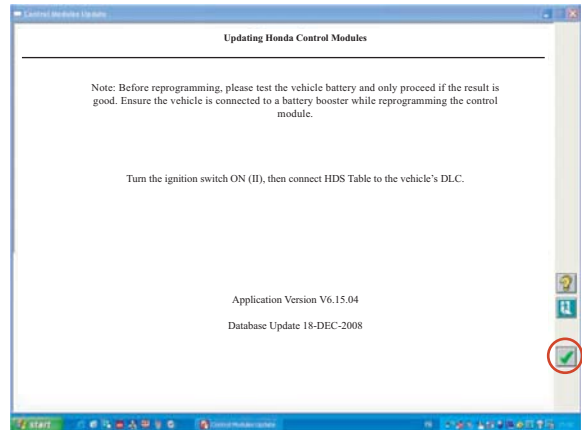 Control Modules Update
Updating Honda Control Modules
Note: Before reprogramming, please test the vehicle battery and only proceed if the result is
good. Ensure the vehicle is connected to a battery booster while reprogramming the control
module.
Turn the ignition switch ON (II), then connect HDS Table to the vehicle's DLC.
Application Version V6.15.04
Database Update 18-DEC-2008
start
Control Modules Update